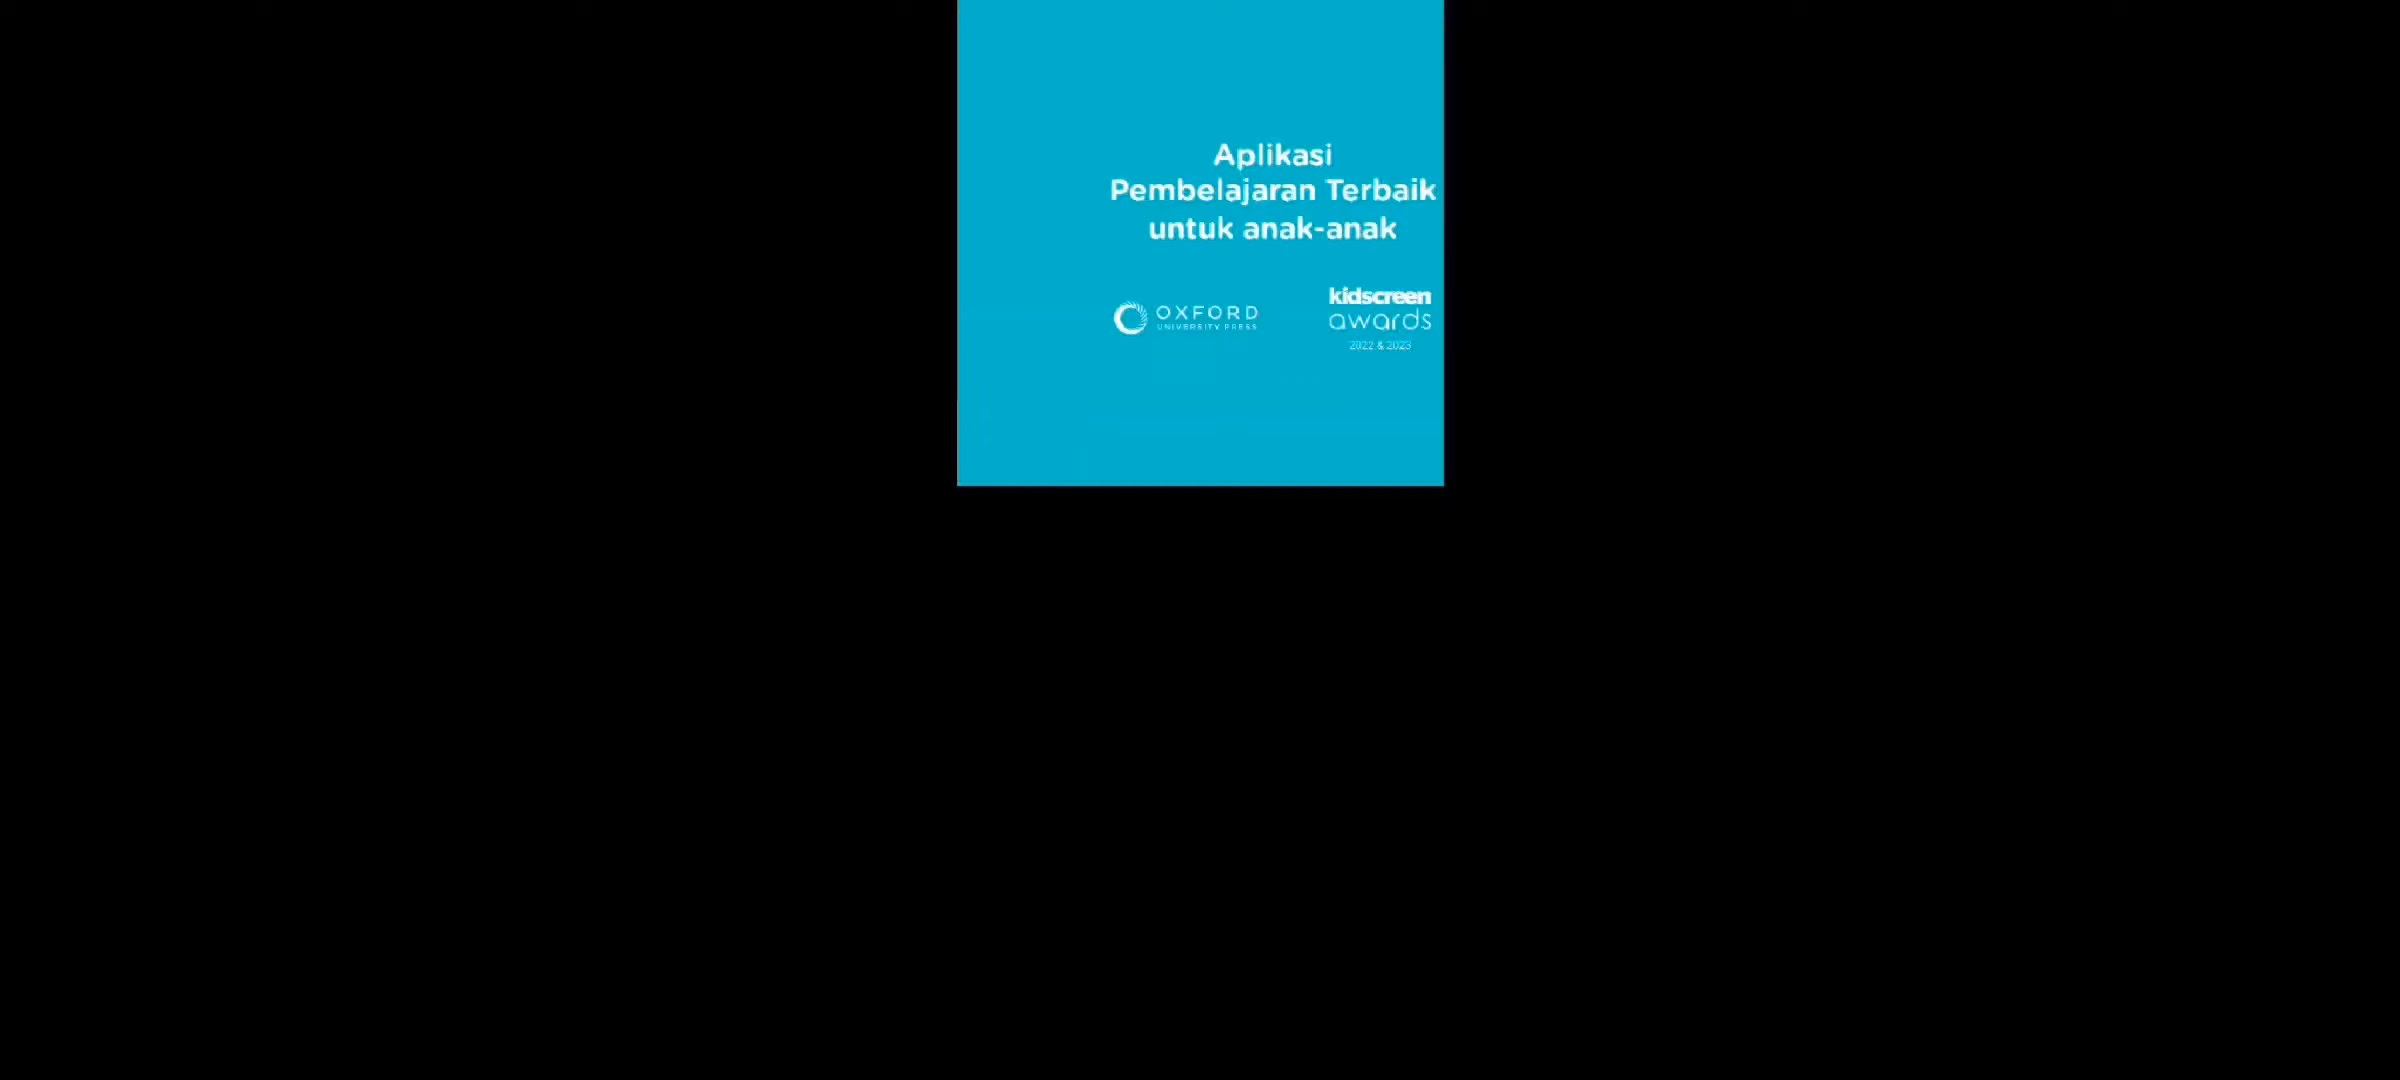 Aplikasi
Pembelajaran Terbaik
untuk anak-anak
OXFORD
UNIVERSITY PRESS
kidscreen
awards
2022 & 2023